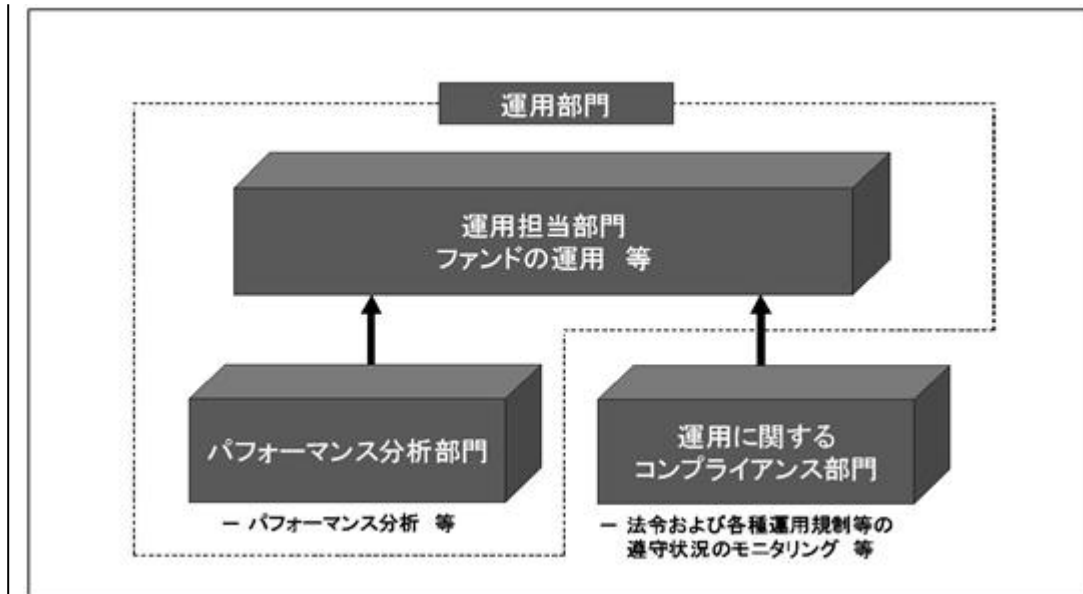 運用部門
運用担当部門
ファンドの運用 等
パフォーマンス分析部門
－ パフォーマンス分析 等
運用に関する
コンプライアンス部門
－ 法令および各種運用規制等の
遵守状況のモニタリング 等